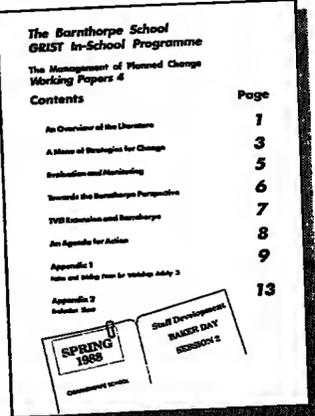 The Barnthorpe School
GRIST In-School Programme
The Management of Planned Change
Working Papers 4
Contents Page
An Overview of the Literature 1
A Menu of Strategies for Change 3
Evaluation and Monitoring 5
Towards the Barnthorpe Perspective 6
TVEI Extension and Barnthorpe 7
An Agenda for Action 8
Appendix 1 9
Appendix 2 13
SPRING
1988
Staff Development
BAKER DAY
SESSION 2
SCHOOL